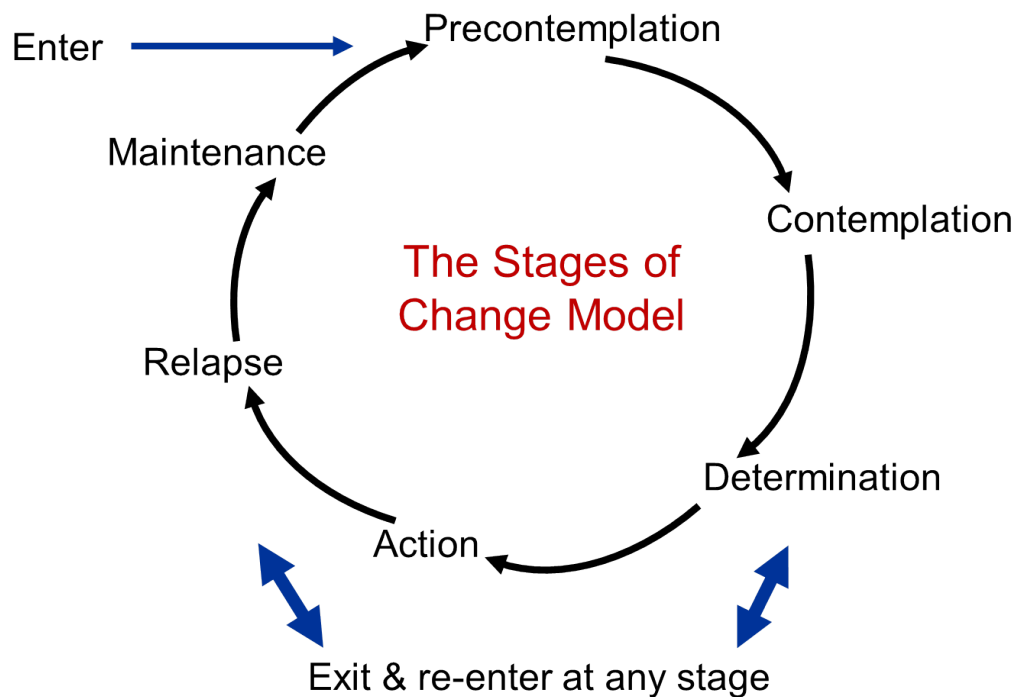 Enter
Precontemplation
Maintenance
Contemplation
The Stages of
Change Model
Relapse
Determination
Action
Exit & re-enter at any stage